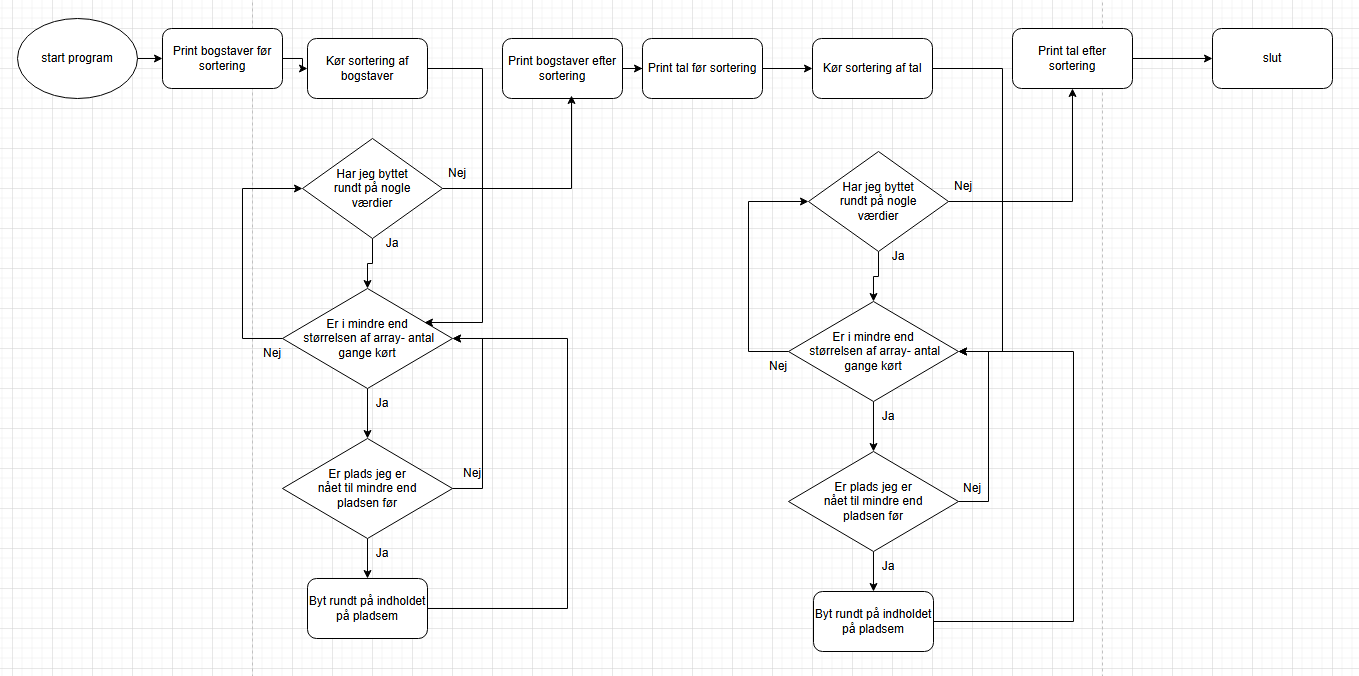 start program
Print bogstaver før
sortering
Kør sortering af
bogstaver
Print bogstaver efter
sortering
Print tal før sortering
Kør sortering af tal
Print tal efter
sortering
slut
Har jeg byttet
rundt på nogle
værdier
Nej
Ja
Er i mindre end
størrelsen af array- antal
gange kørt
Nej
Ja
Er plads jeg er
nået til mindre end
pladsen før
Nej
Ja
Byt rundt på indholdet
på pladsem
Har jeg byttet
rundt på nogle
værdier
Nej
Ja
Er i mindre end
størrelsen af array- antal
gange kørt
Nej
Ja
Er plads jeg er
nået til mindre end
pladsen før
Nej
Ja
Byt rundt på indholdet
på pladsem